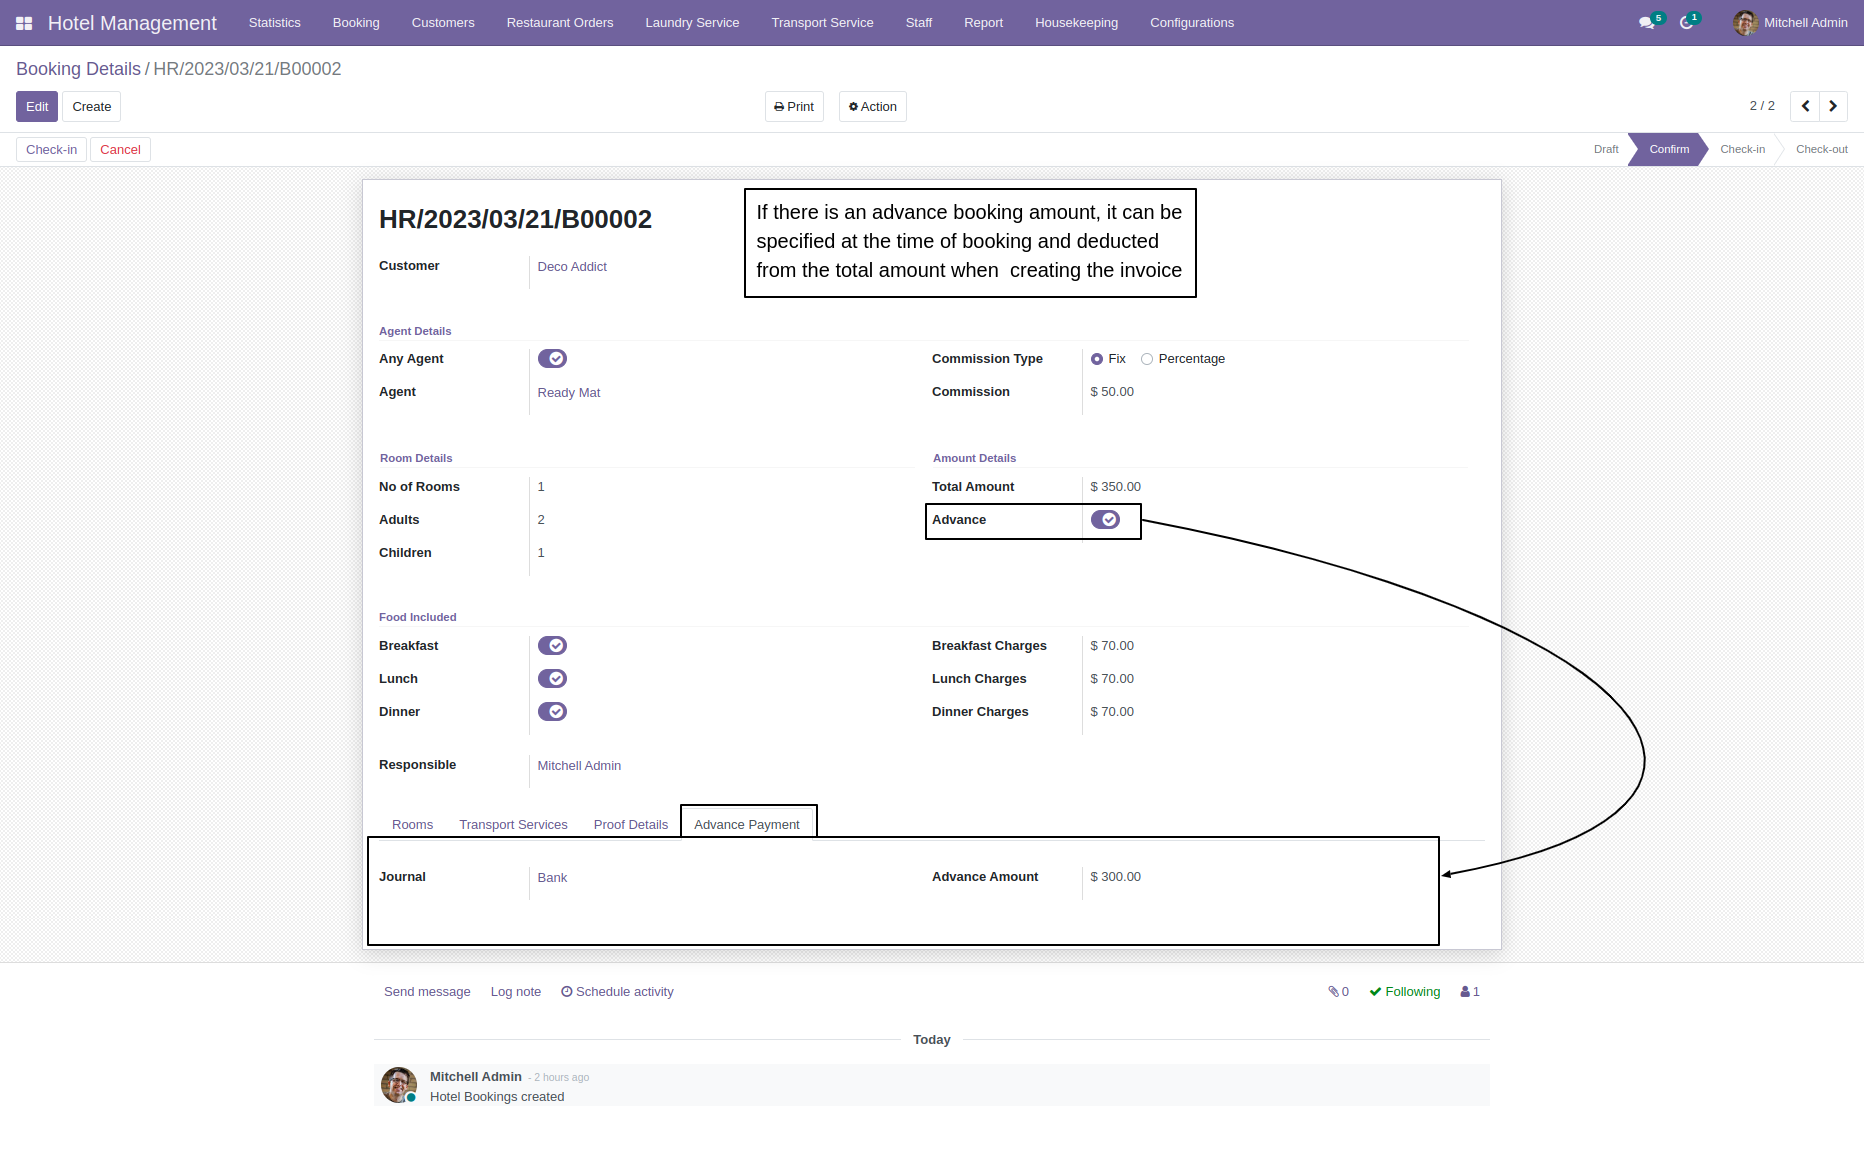 Hotel Management Statistics Booking Customers Restaurant Orders Laundry Service Transport Service Staff Report Housekeeping Configurations 5 1 Mitchell Admin
Booking Details / HR/2023/03/21/B00002
Edit Create Print Action 2 / 2
Check-in Cancel Draft Confirm Check-in Check-out
If there is an advance booking amount, it can be
specified at the time of booking and deducted
from the total amount when creating the invoice
HR/2023/03/21/B00002
Customer Deco Addict
Agent Details
Any Agent Commission Type Fix Percentage
Agent Ready Mat Commission $ 50.00
Room Details Amount Details
No of Rooms 1 Total Amount $ 350.00
Adults 2 Advance
Children 1
Food Included
Breakfast Breakfast Charges $ 70.00
Lunch Lunch Charges $ 70.00
Dinner Dinner Charges $ 70.00
Responsible Mitchell Admin
Rooms Transport Services Proof Details Advance Payment
Journal Bank Advance Amount $ 300.00
Send message Log note Schedule activity 0 Following 1
Today
Mitchell Admin - 2 hours ago
Hotel Bookings created